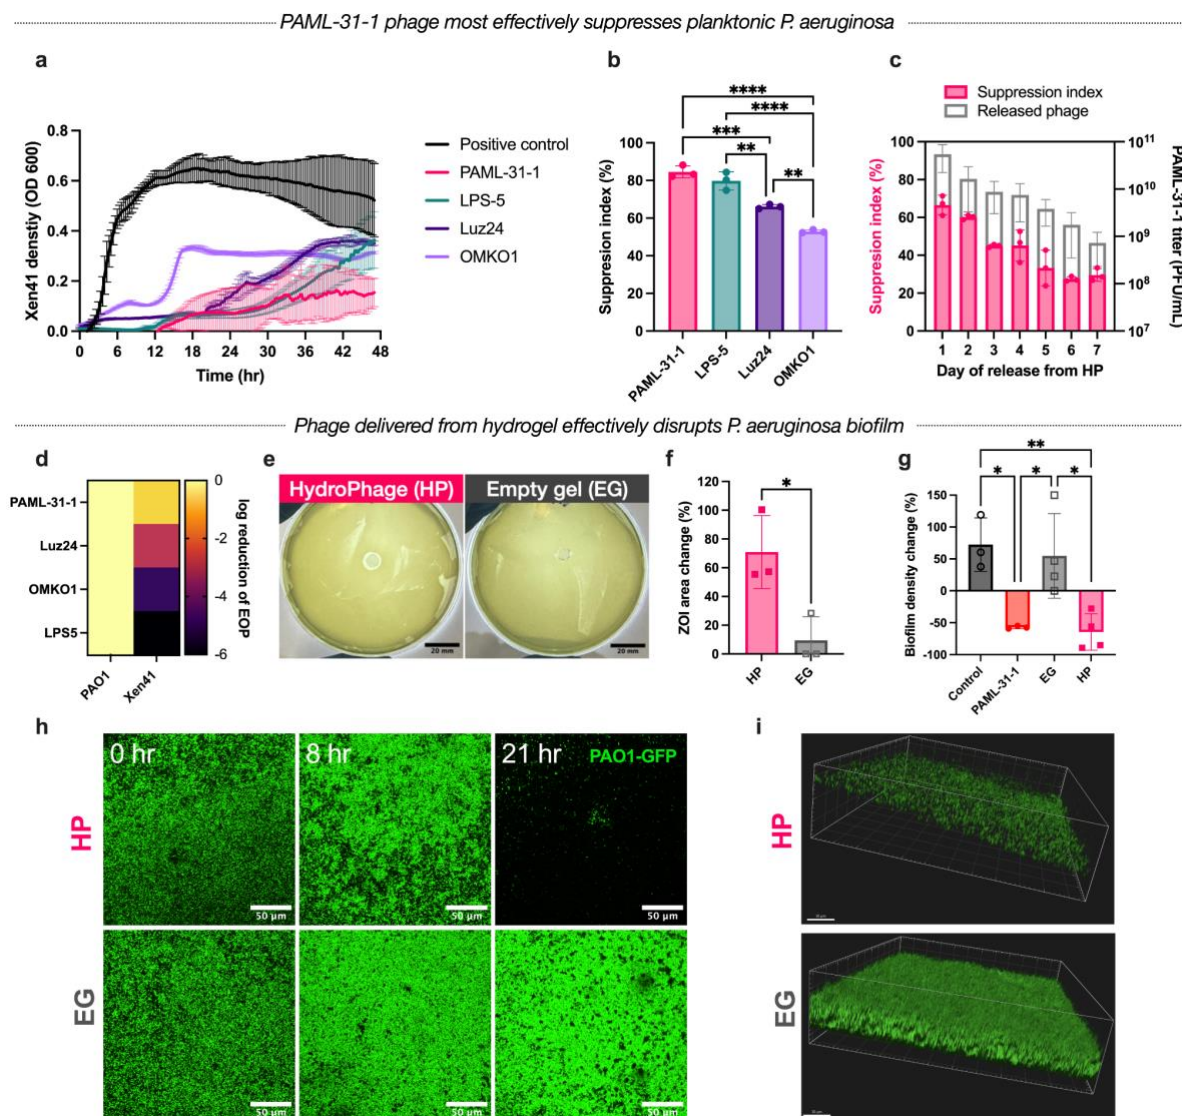 PAML-31-1 phage most effectively suppresses planktonic P. aeruginosa
a
Xen41 denstiy (OD 600)
0.8
0.6
0.4
0.2
0.0
0 6 12 18 24 30 36 42 48
Time (hr)
Positive control
PAML-31-1
LPS-5
Luz24
OMKO1
b
Suppression index (%)
100
80
60
40
20
0
****
****
***
**
**
PAML-31-1
LPS-5
Luz24
OMKO1
c
Suppression index
Released phage
Suppresion index (%)
100
80
60
40
20
0
1 2 3 4 5 6 7
Day of release from HP
10¹¹
10¹⁰
10⁹
10⁸
10⁷
PAML-31-1 titer (PFU/mL)
Phage delivered from hydrogel effectively disrupts P. aeruginosa biofilm
d
PAML-31-1
Luz24
OMKO1
LPS5
PAO1
Xen41
0
-2
-4
-6
log reduction of EOP
e
HydroPhage (HP)
Empty gel (EG)
20 mm
20 mm
f
ZOI area change (%)
120
100
80
60
40
20
0
*
HP
EG
g
Biofilm density change (%)
150
100
50
0
-50
-100
**
* * *
Control
PAML-31-1
EG
HP
h
HP
0 hr
8 hr
21 hr
PAO1-GFP
50 µm
50 µm
50 µm
EG
50 µm
50 µm
50 µm
i
HP
EG